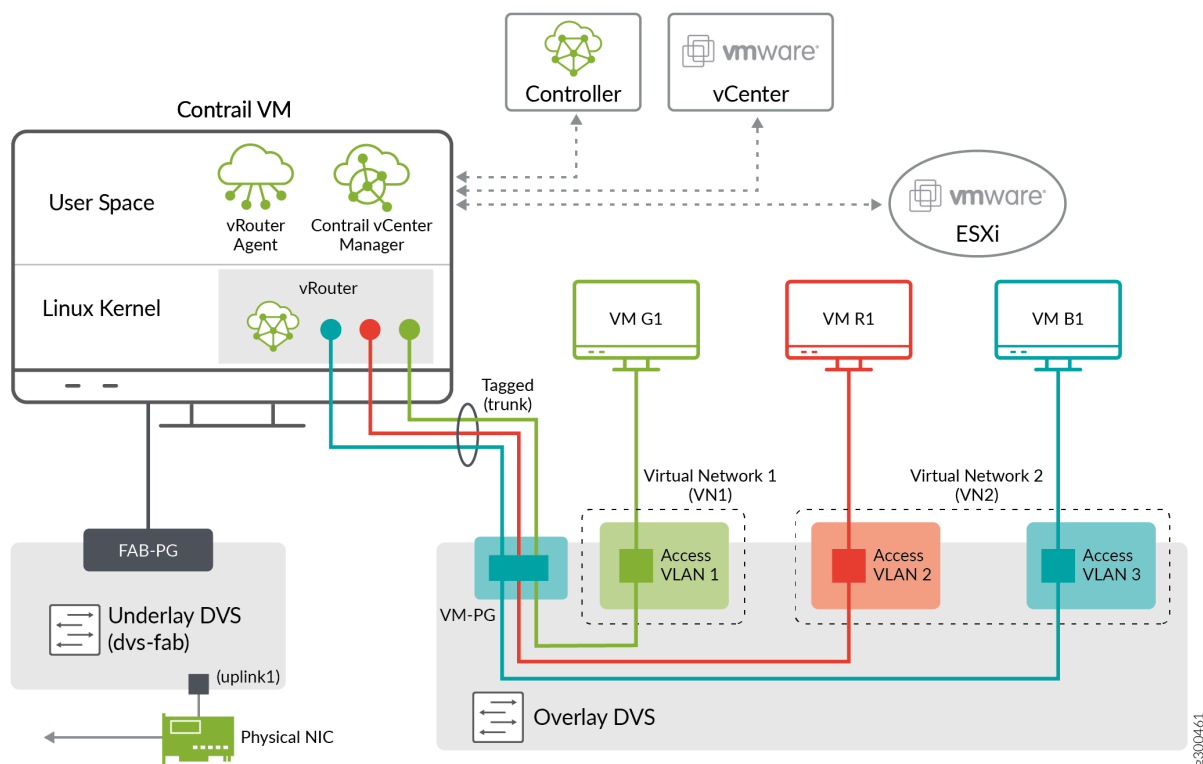 Controller
vmware®
vCenter
Contrail VM
User Space
vRouter
Agent
Contrail vCenter
Manager
vmware®
ESXi
Linux Kernel
vRouter
VM G1
VM R1
VM B1
Tagged
(trunk)
Virtual Network 1
(VN1)
Virtual Network 2
(VN2)
FAB-PG
Access
VLAN 1
Access
VLAN 2
Access
VLAN 3
VM-PG
Underlay DVS
(dvs-fab)
(uplink1)
Overlay DVS
Physical NIC
g300461